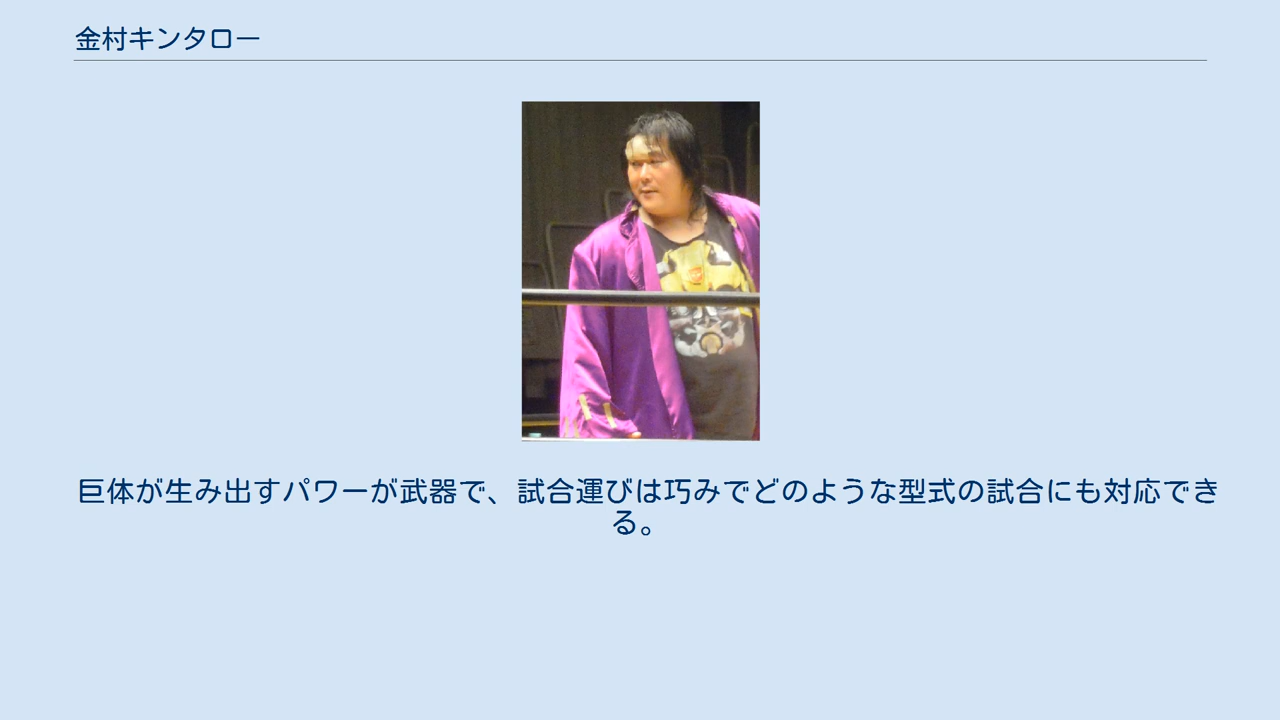 金村キンタロー
巨体が生み出すパワーが武器で、試合運びは巧みでどのような型式の試合にも対応でき
る。